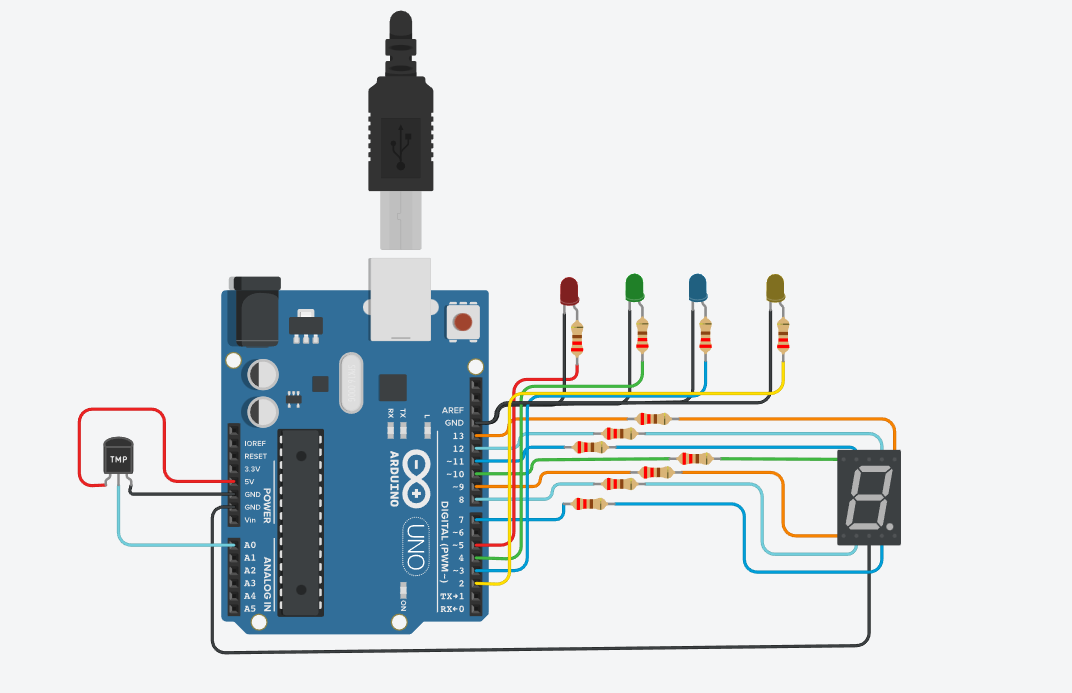 TMP
IOREF
RESET
3.3V
5V
GND
GND
Vin
POWER
A0
A1
A2
A3
A4
A5
ANALOG IN
RX
TX
L
ARDUINO
UNO
ON
DIGITAL (PWM~)
AREF
GND
13
12
~11
~10
~9
8
7
~6
~5
4
~3
2
TX→1
RX←0